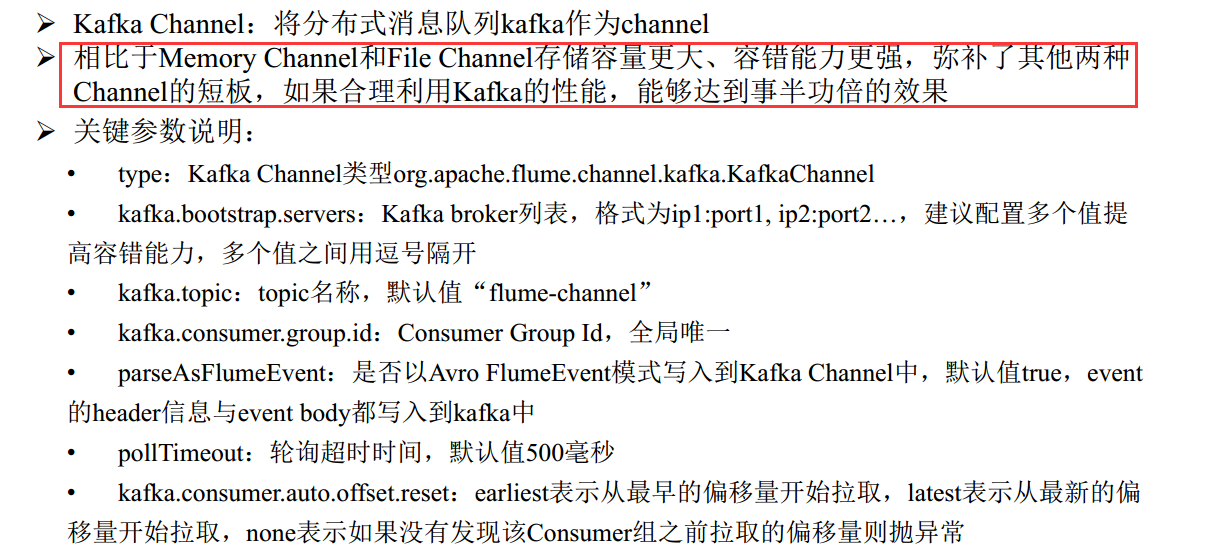 ➢ Kafka Channel：将分布式消息队列kafka作为channel
➢ 相比于Memory Channel和File Channel存储容量更大、容错能力更强，弥补了其他两种
Channel的短板，如果合理利用Kafka的性能，能够达到事半功倍的效果
➢ 关键参数说明：
• type：Kafka Channel类型org.apache.flume.channel.kafka.KafkaChannel
• kafka.bootstrap.servers：Kafka broker列表，格式为ip1:port1, ip2:port2…，建议配置多个值提
高容错能力，多个值之间用逗号隔开
• kafka.topic：topic名称，默认值“flume-channel”
• kafka.consumer.group.id：Consumer Group Id，全局唯一
• parseAsFlumeEvent：是否以Avro FlumeEvent模式写入到Kafka Channel中，默认值true，event
的header信息与event body都写入到kafka中
• pollTimeout：轮询超时时间，默认值500毫秒
• kafka.consumer.auto.offset.reset：earliest表示从最早的偏移量开始拉取，latest表示从最新的偏
移量开始拉取，none表示如果没有发现该Consumer组之前拉取的偏移量则抛异常